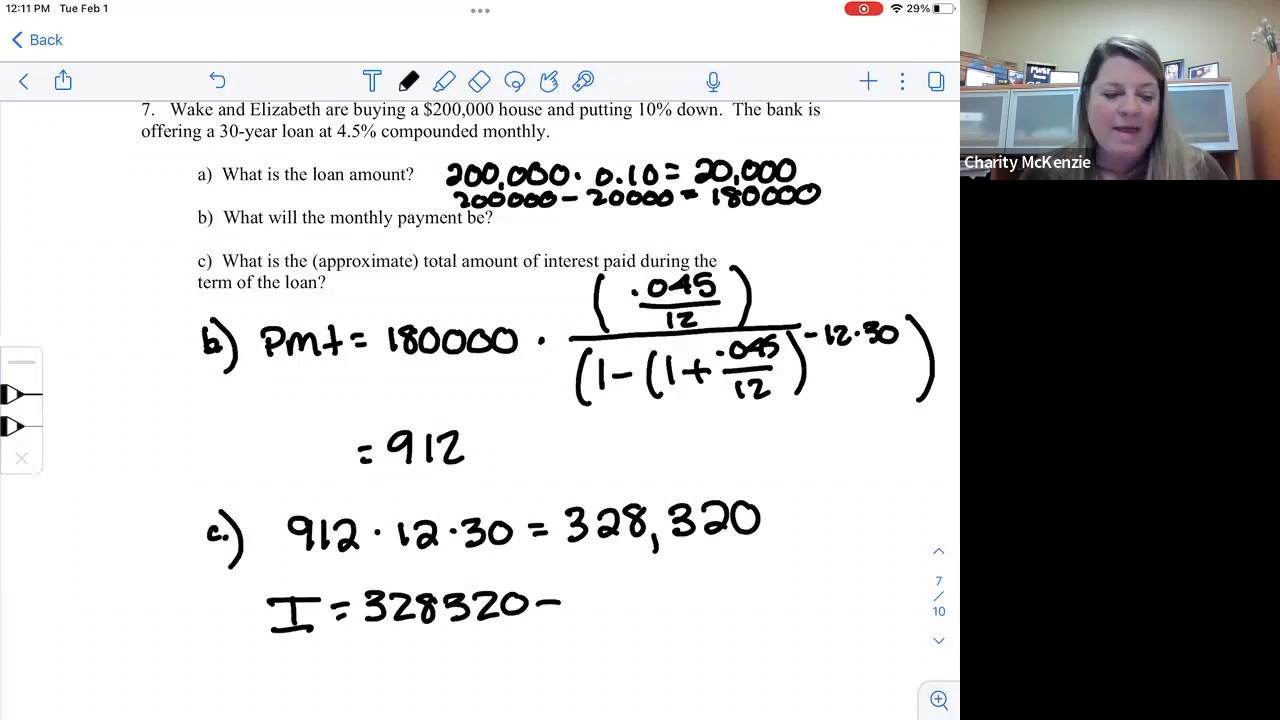 12:11 PM Tue Feb 1
29%
Back
T
Charity McKenzie
7. Wake and Elizabeth are buying a $200,000 house and putting 10% down. The bank is
offering a 30-year loan at 4.5% compounded monthly.
a) What is the loan amount? 200,000 · 0.10 = 20,000
200000 - 20000 = 180000
b) What will the monthly payment be?
c) What is the (approximate) total amount of interest paid during the
term of the loan?
b) Pmt = 180000 · (.045/12) / (1-(1+.045/12)^-12·30)
= 912
c.) 912 · 12 · 30 = 328,320
I = 328320 -
7
/
10